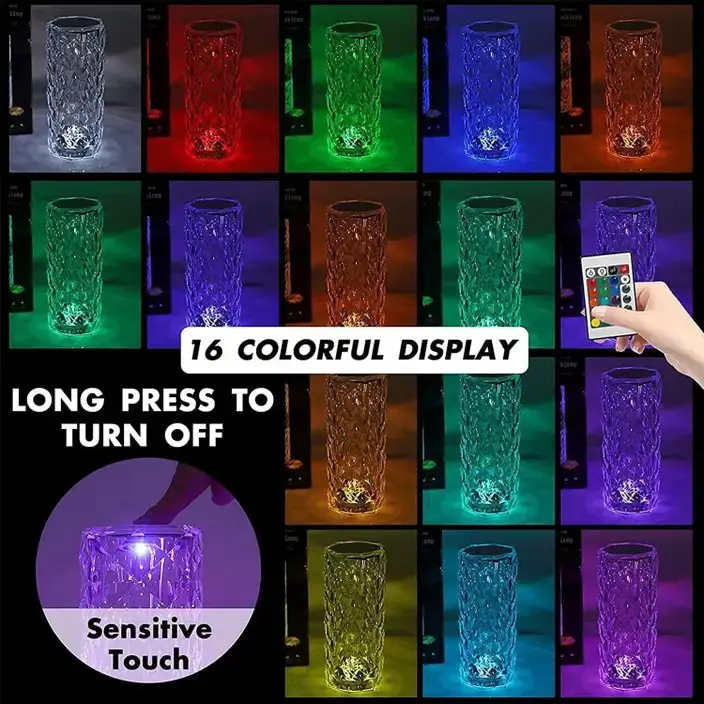 16 COLORFUL DISPLAY
LONG PRESS TO
TURN OFF
Sensitive
Touch